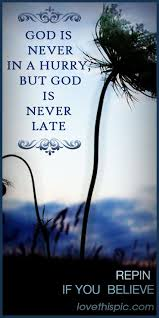 GOD IS
NEVER
IN A HURRY,
BUT GOD
IS
NEVER
LATE
REPIN
IF YOU BELIEVE
lovethispic.com